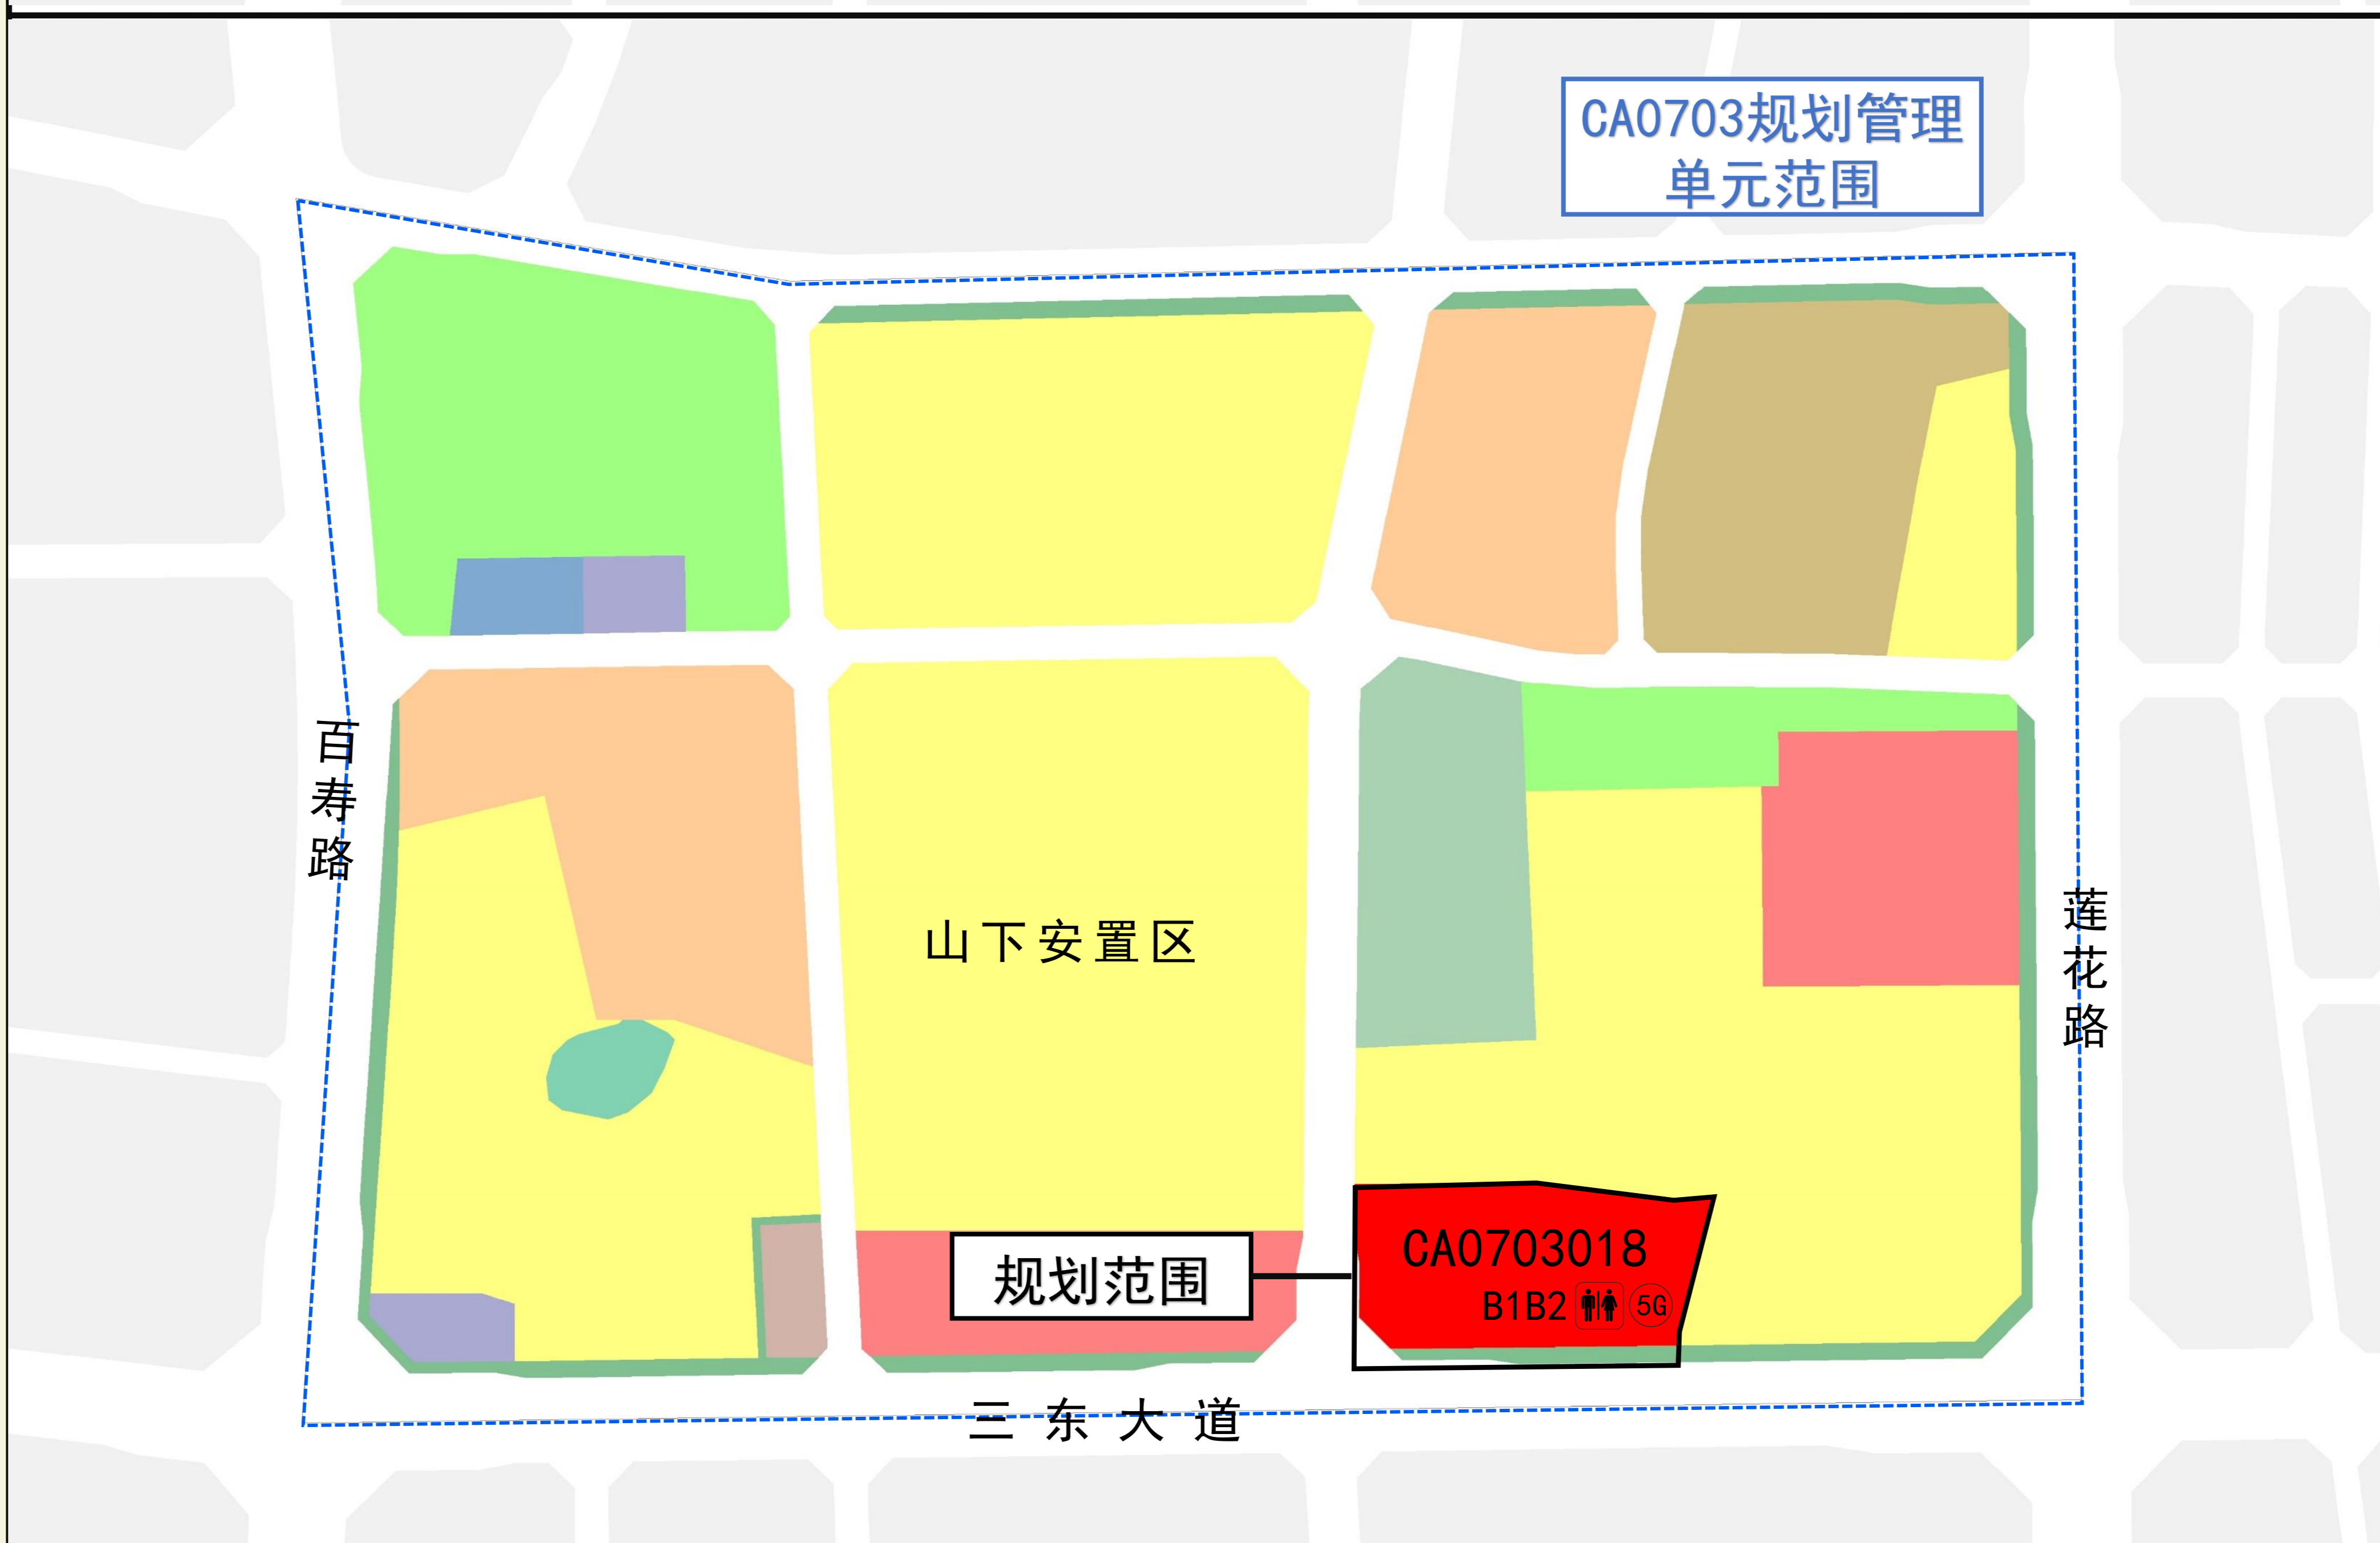 CA0703规划管理
单元范围
百寿路
山下安置区
莲花路
规划范围
CA0703018
B1B2 5G
三东大道